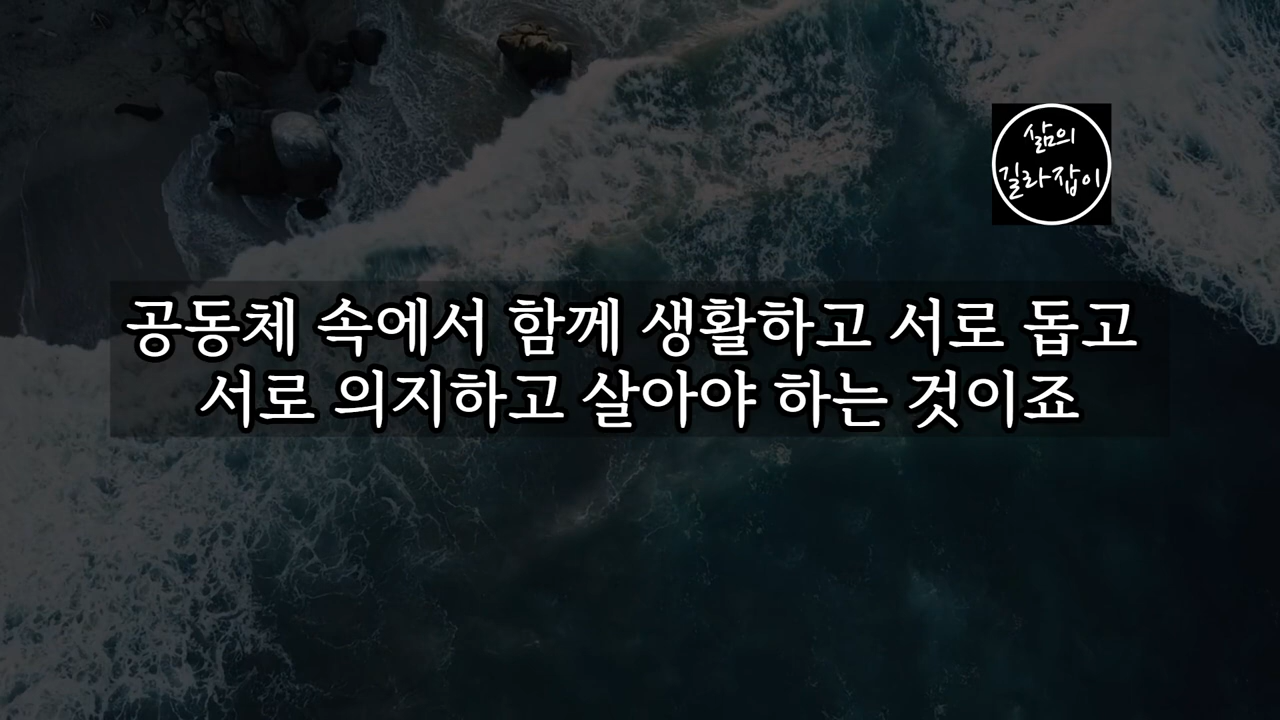 삶의
길라잡이
공동체 속에서 함께 생활하고 서로 돕고
서로 의지하고 살아야 하는 것이죠